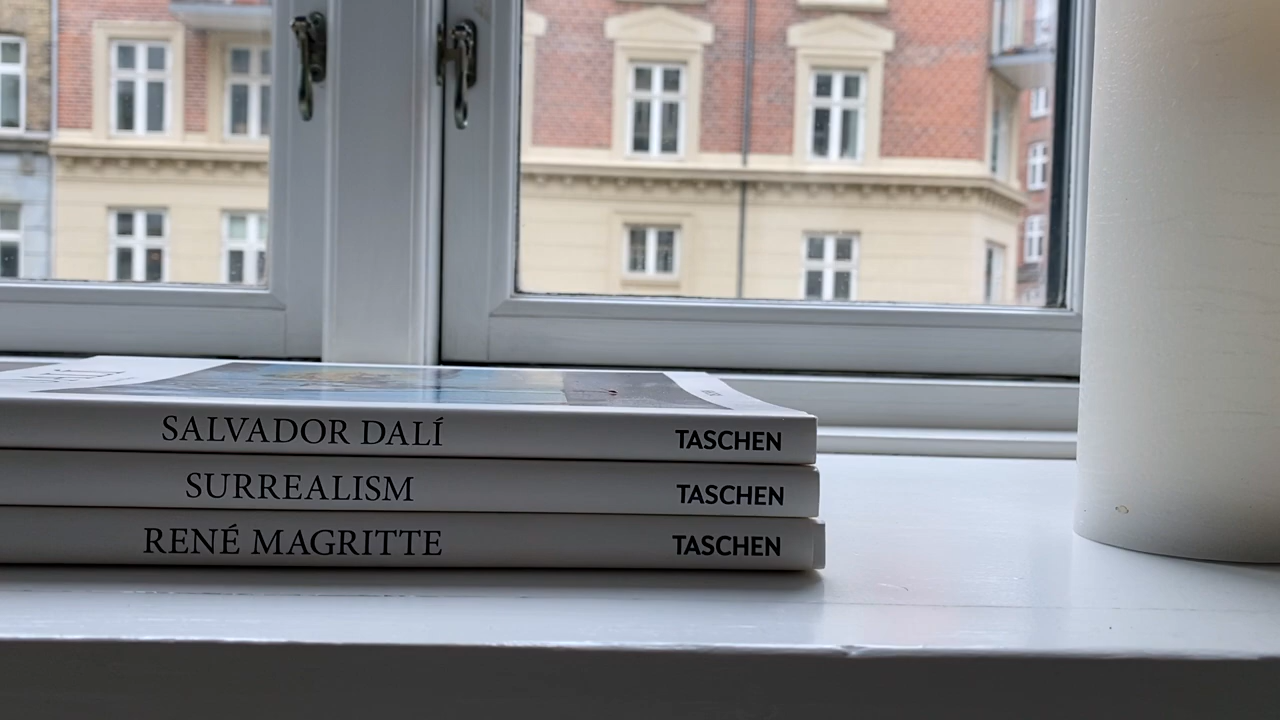 SALVADOR DALÍ TASCHEN
SURREALISM TASCHEN
RENÉ MAGRITTE TASCHEN